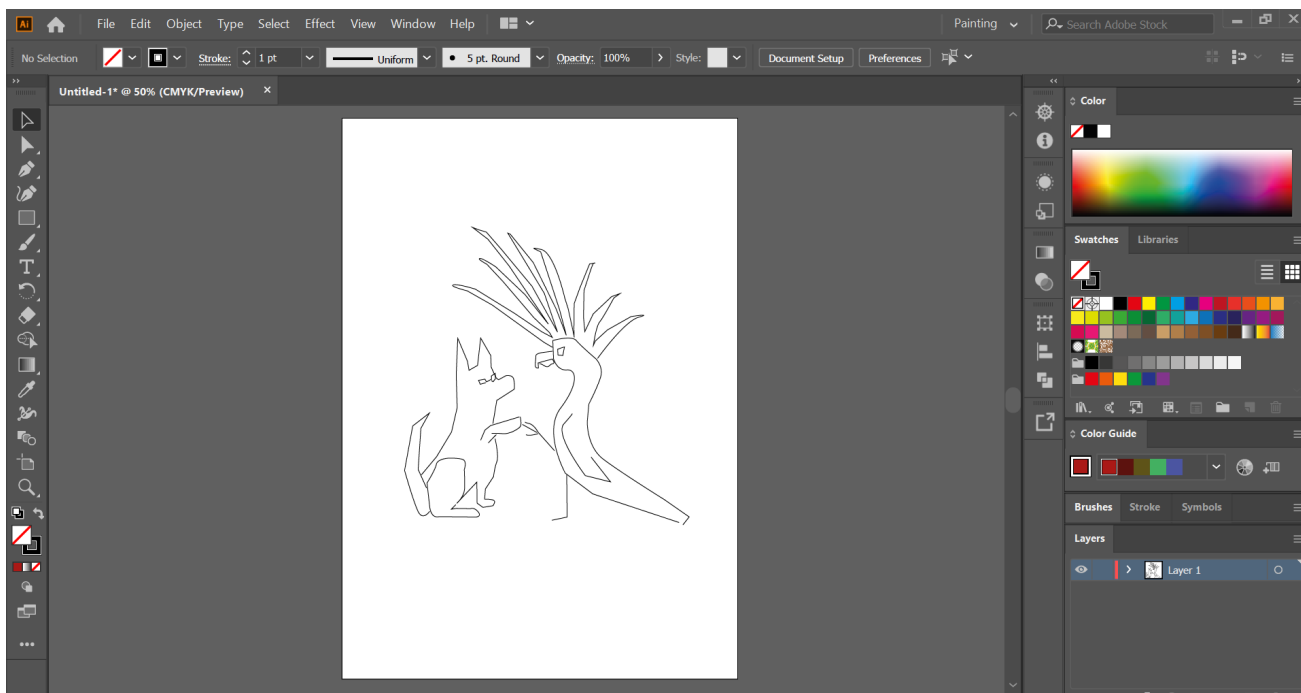 Ai File Edit Object Type Select Effect View Window Help Painting Search Adobe Stock
No Selection Stroke: 1 pt Uniform 5 pt. Round Opacity: 100% Style: Document Setup Preferences
Untitled-1* @ 50% (CMYK/Preview)
Color
Swatches Libraries
Color Guide
Brushes Stroke Symbols
Layers
Layer 1